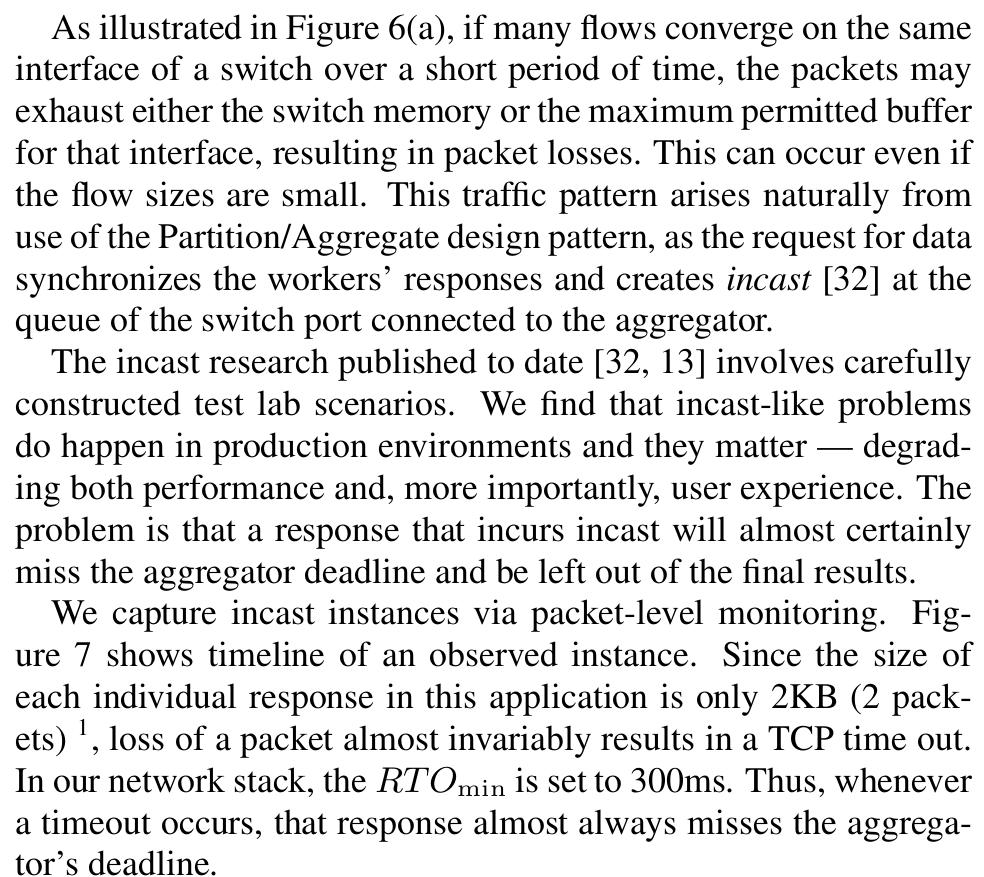 As illustrated in Figure 6(a), if many flows converge on the same
interface of a switch over a short period of time, the packets may
exhaust either the switch memory or the maximum permitted buffer
for that interface, resulting in packet losses. This can occur even if
the flow sizes are small. This traffic pattern arises naturally from
use of the Partition/Aggregate design pattern, as the request for data
synchronizes the workers’ responses and creates incast [32] at the
queue of the switch port connected to the aggregator.
The incast research published to date [32, 13] involves carefully
constructed test lab scenarios. We find that incast-like problems
do happen in production environments and they matter — degrad-
ing both performance and, more importantly, user experience. The
problem is that a response that incurs incast will almost certainly
miss the aggregator deadline and be left out of the final results.
We capture incast instances via packet-level monitoring. Fig-
ure 7 shows timeline of an observed instance. Since the size of
each individual response in this application is only 2KB (2 pack-
ets) 1, loss of a packet almost invariably results in a TCP time out.
In our network stack, the RTOmin is set to 300ms. Thus, whenever
a timeout occurs, that response almost always misses the aggrega-
tor’s deadline.